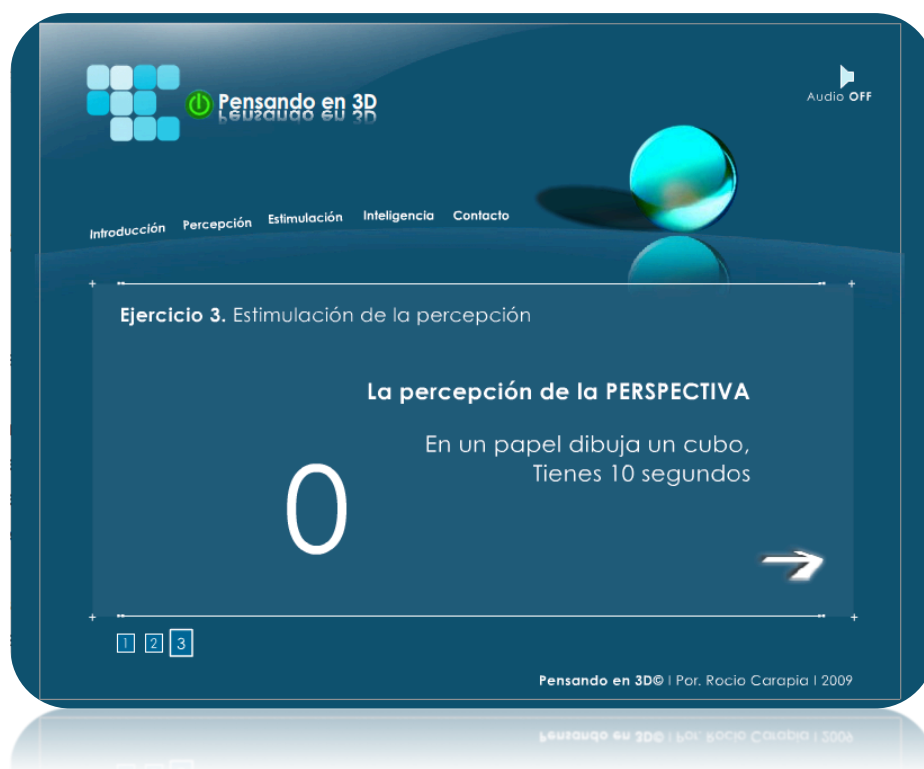 Pensando en 3D
Audio OFF
Introducción Percepción Estimulación Inteligencia Contacto
Ejercicio 3. Estimulación de la percepción
La percepción de la PERSPECTIVA
En un papel dibuja un cubo,
Tienes 10 segundos
0
1 2 3
Pensando en 3D© | Por. Rocio Carapia | 2009